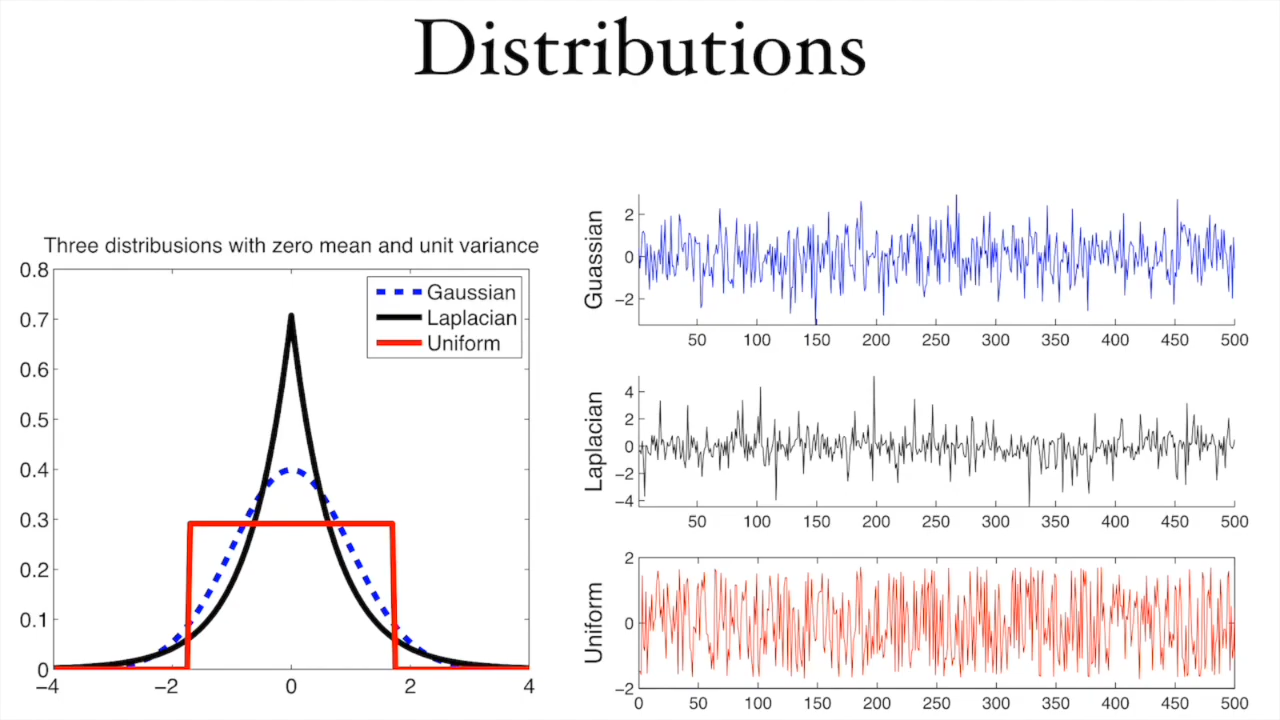 Distributions
Three distribusions with zero mean and unit variance
0.8
0.7
0.6
0.5
0.4
0.3
0.2
0.1
0
−4 −2 0 2 4
Gaussian
Laplacian
Uniform
Guassian
2
0
−2
50 100 150 200 250 300 350 400 450 500
Laplacian
4
2
0
−2
−4
50 100 150 200 250 300 350 400 450 500
Uniform
2
0
−2
0 50 100 150 200 250 300 350 400 450 500